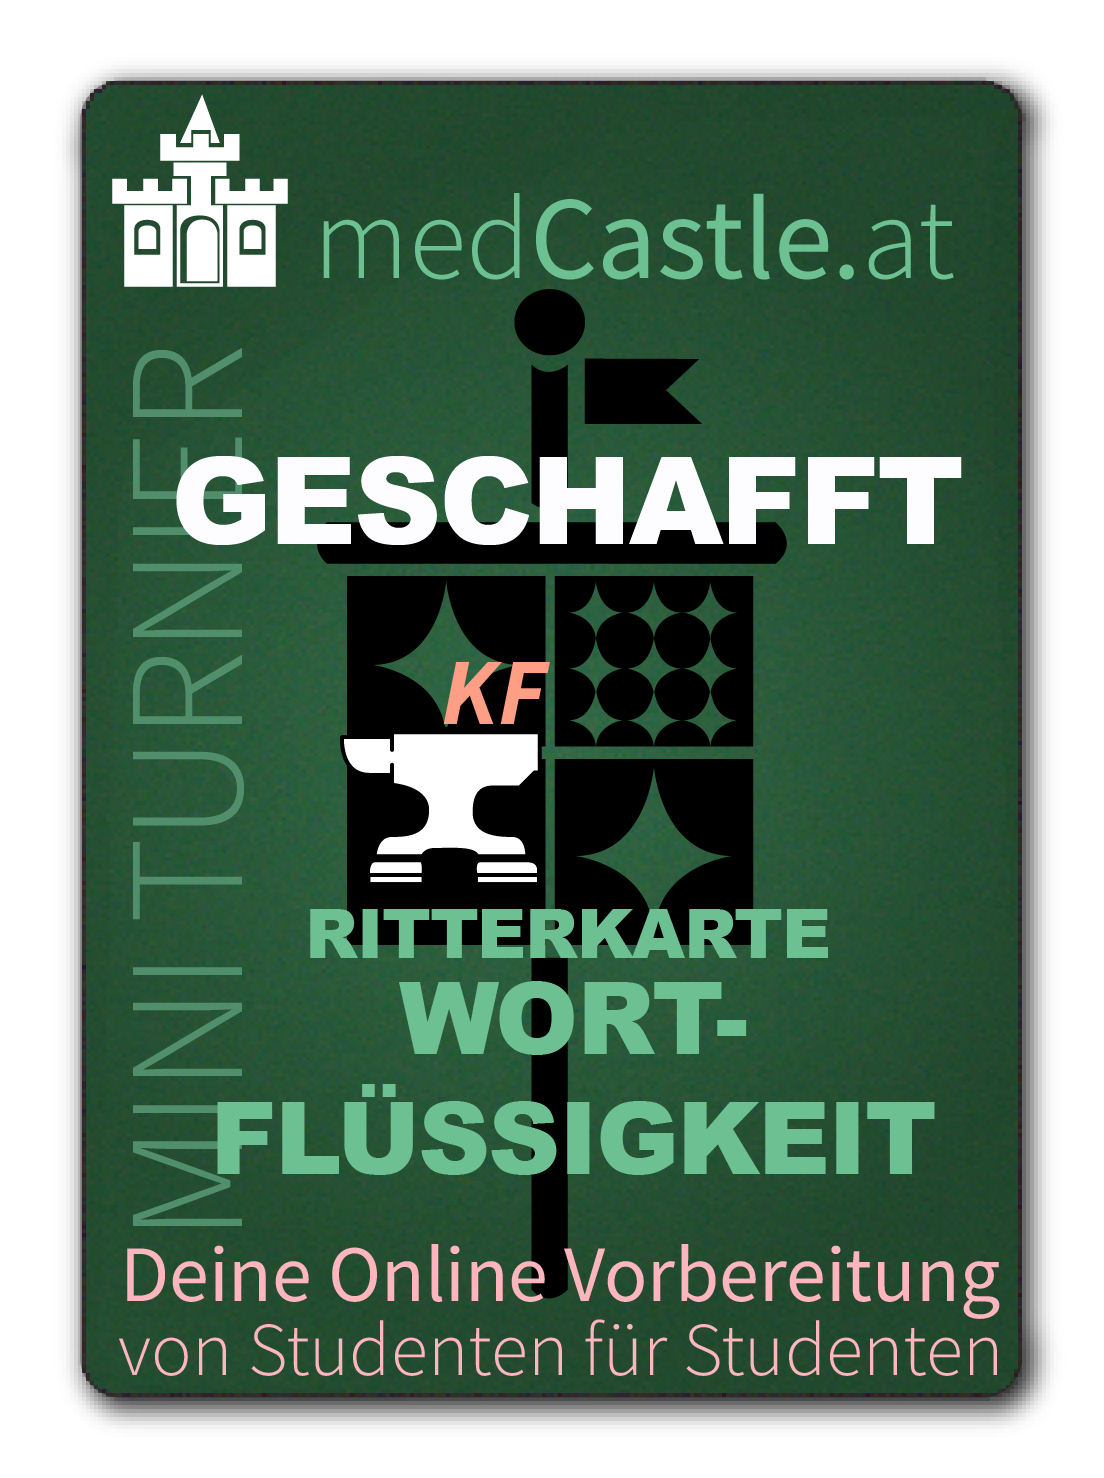 medCastle.at
MINI TURNIER
GESCHAFFT
KF
RITTERKARTE
WORT-
FLÜSSIGKEIT
Deine Online Vorbereitung
von Studenten für Studenten